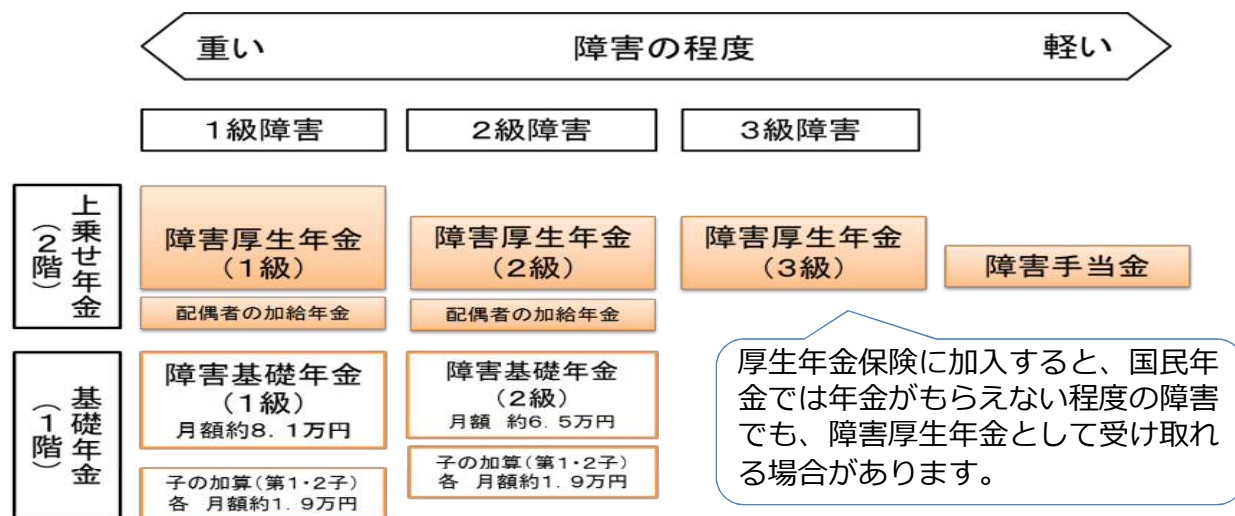 重い 障害の程度 軽い
1級障害 2級障害 3級障害
上乗せ年金
(2階)
障害厚生年金
(1級)
障害厚生年金
(2級)
障害厚生年金
(3級)
障害手当金
配偶者の加給年金
配偶者の加給年金
基礎年金
(1階)
障害基礎年金
(1級)
月額約8.1万円
障害基礎年金
(2級)
月額 約6.5万円
子の加算(第1・2子)
各 月額約1.9万円
子の加算(第1・2子)
各 月額約1.9万円
厚生年金保険に加入すると、国民年
金では年金がもらえない程度の障害
でも、障害厚生年金として受け取れ
る場合があります。